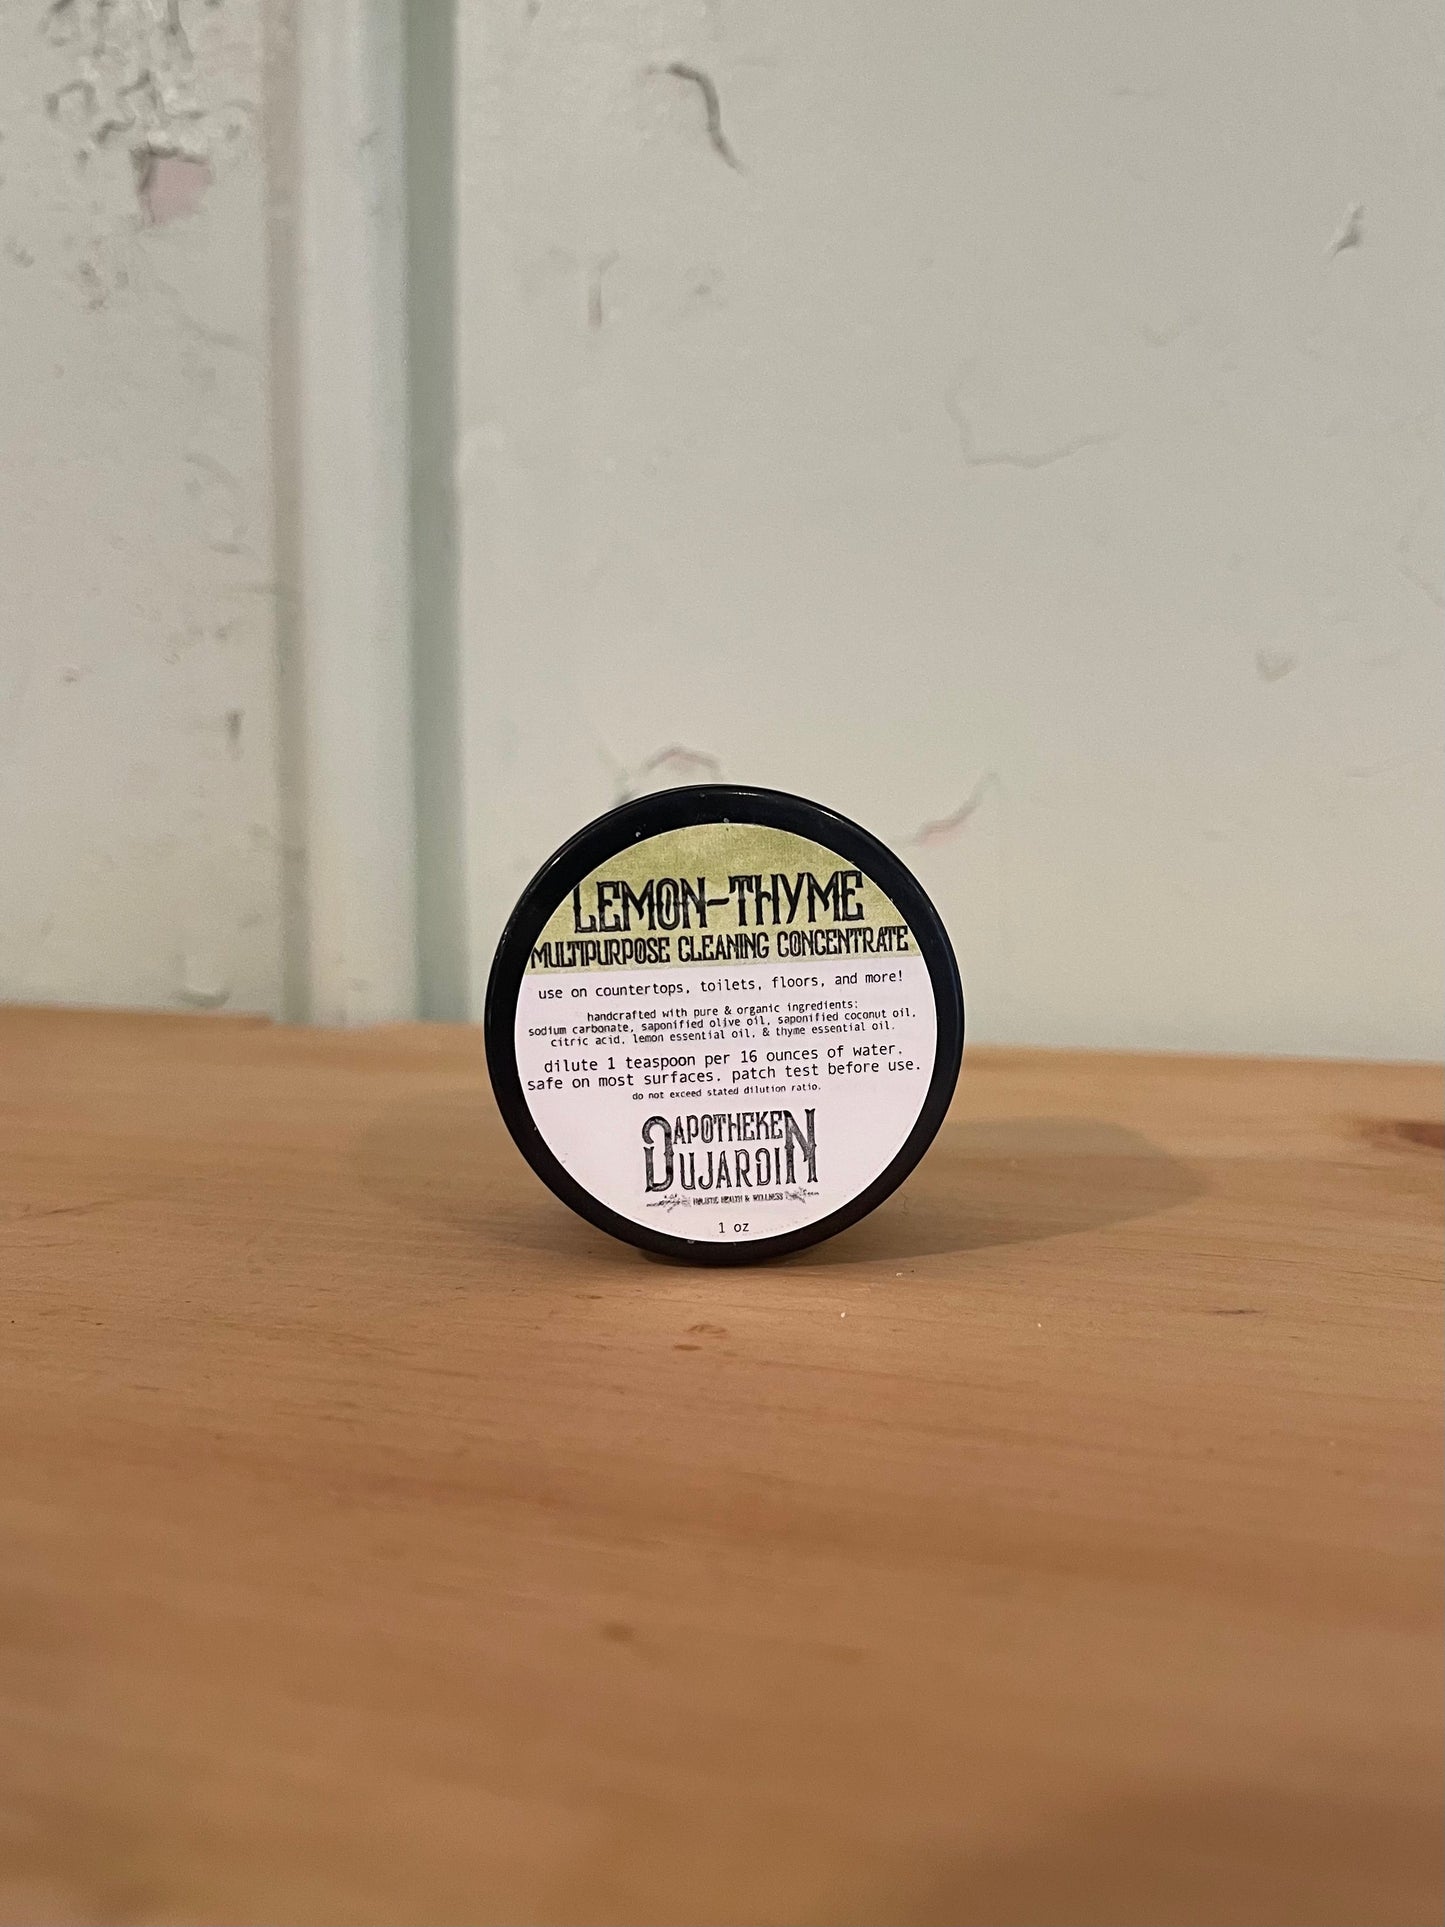 LEMON-THYME
MULTIPURPOSE CLEANING CONCENTRATE
use on countertops, toilets, floors, and more!
handcrafted with pure & organic ingredients:
sodium carbonate, saponified olive oil, saponified coconut oil,
citric acid, lemon essential oil, & thyme essential oil.
dilute 1 teaspoon per 16 ounces of water.
safe on most surfaces. patch test before use.
do not exceed stated dilution ratio.
APOTHEKEN
DUJARDIN
HOLISTIC HEALTH & WELLNESS
1 oz